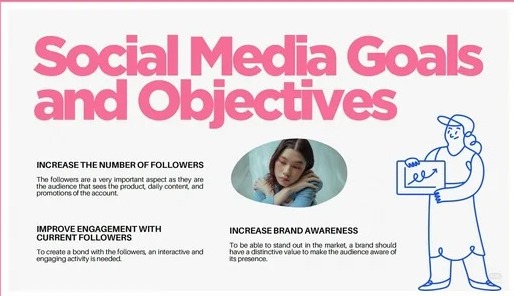 Social Media Goals
and Objectives
INCREASE THE NUMBER OF FOLLOWERS
The followers are a very important aspect as they are
the audience that sees the product, daily content, and
promotions of the account.
IMPROVE ENGAGEMENT WITH
CURRENT FOLLOWERS
To create a bond with the followers, an interactive and
engaging activity is needed.
INCREASE BRAND AWARENESS
To be able to stand out in the market, a brand should
have a distinctive value to make the audience aware of
its presence.